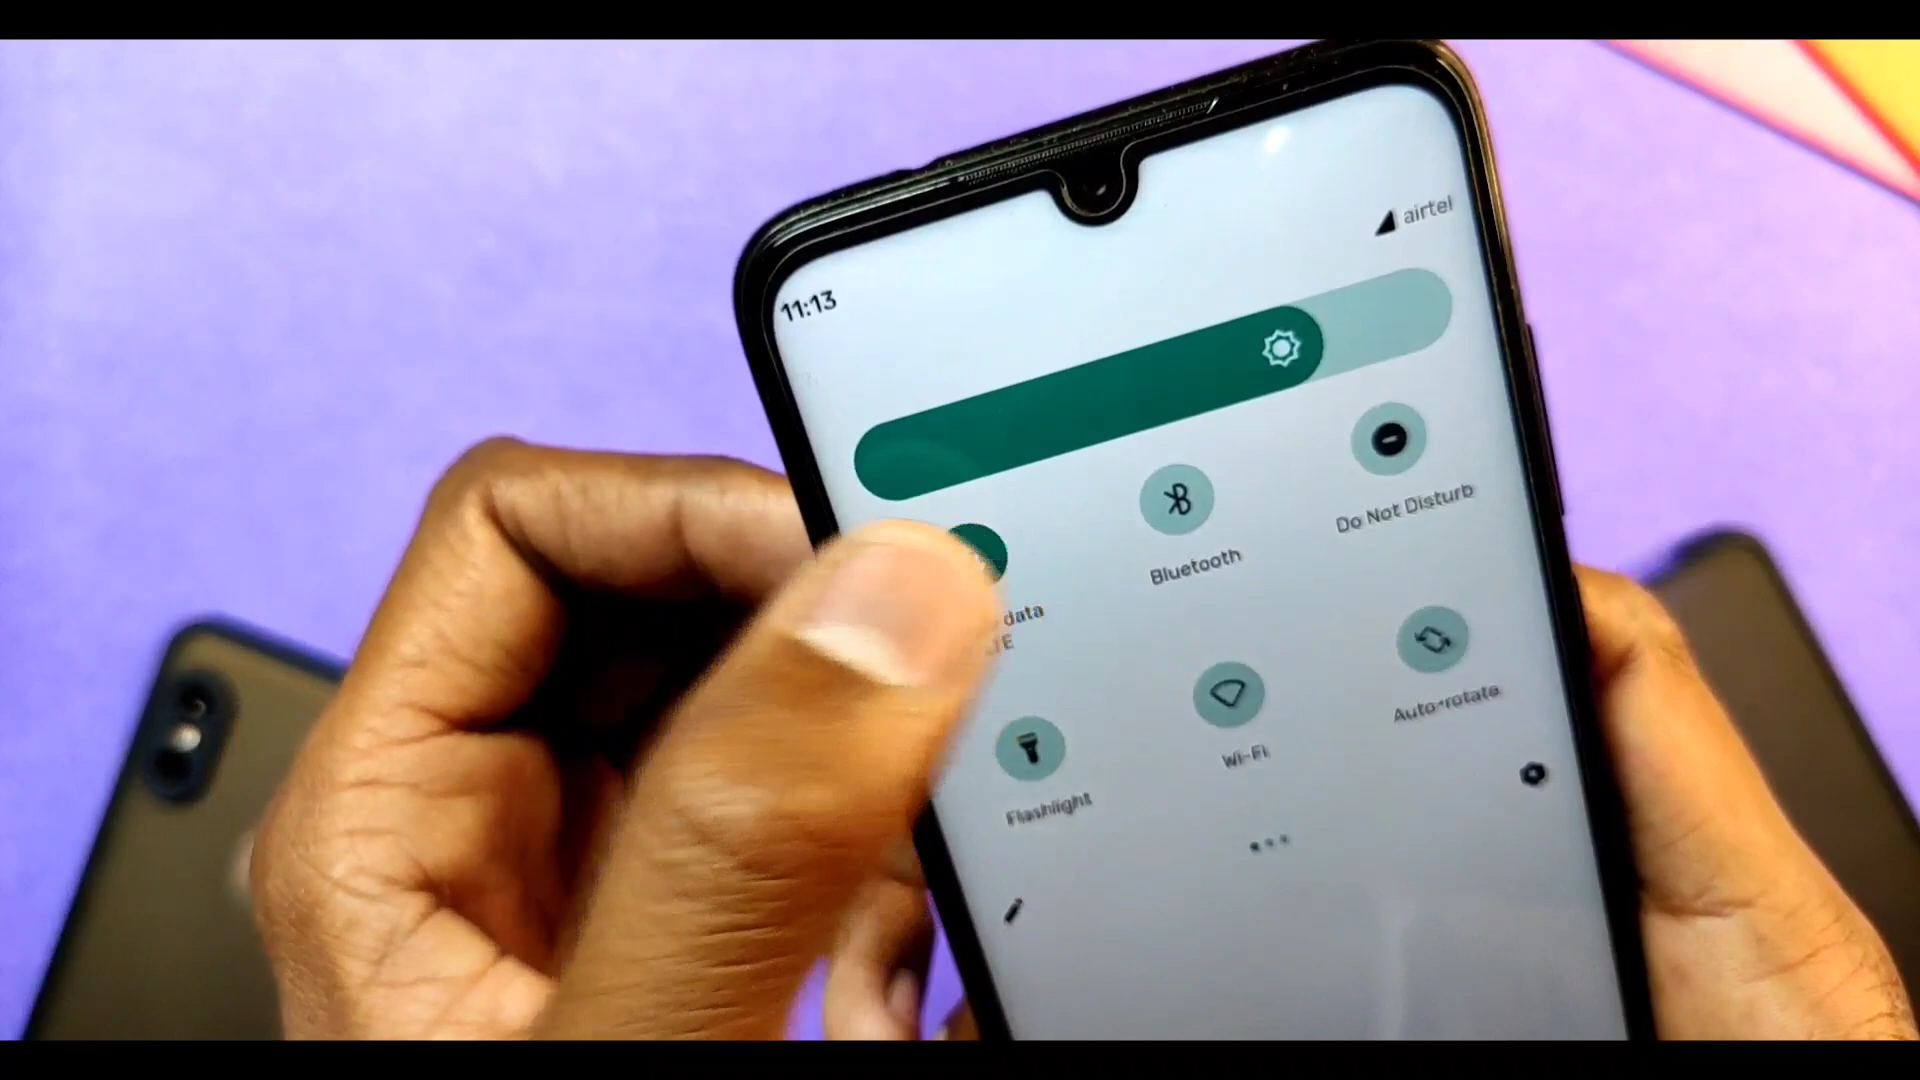 airtel
11:13
Do Not Disturb
Bluetooth
data
Auto-rotate
Wi-Fi
Flashlight